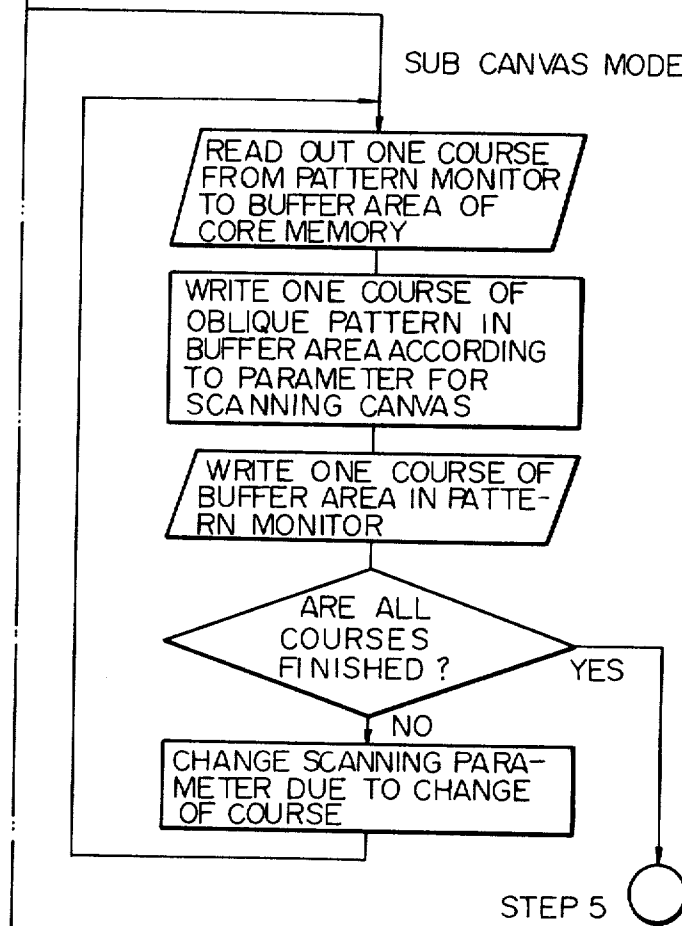 SUB CANVAS MODE
READ OUT ONE COURSE
FROM PATTERN MONITOR
TO BUFFER AREA OF
CORE MEMORY
WRITE ONE COURSE OF
OBLIQUE PATTERN IN
BUFFER AREA ACCORDING
TO PARAMETER FOR
SCANNING CANVAS
WRITE ONE COURSE OF
BUFFER AREA IN PATTE-
RN MONITOR
ARE ALL
COURSES
FINISHED ?
YES
NO
CHANGE SCANNING PARA-
METER DUE TO CHANGE
OF COURSE
STEP 5